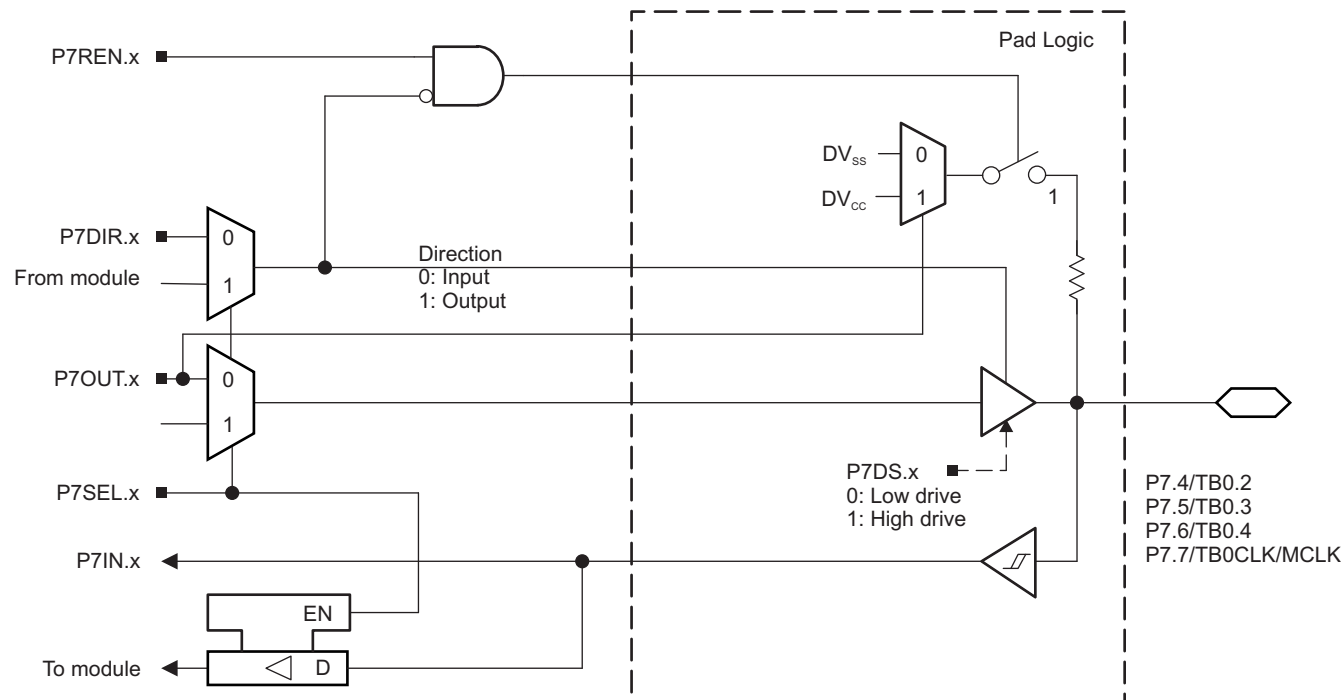 Pad Logic
P7REN.x
DVSS
0
DVCC
1
1
P7DIR.x
0
From module
1
Direction
0: Input
1: Output
P7OUT.x
0
1
P7DS.x
0: Low drive
1: High drive
P7SEL.x
P7.4/TB0.2
P7.5/TB0.3
P7.6/TB0.4
P7.7/TB0CLK/MCLK
P7IN.x
EN
To module
D